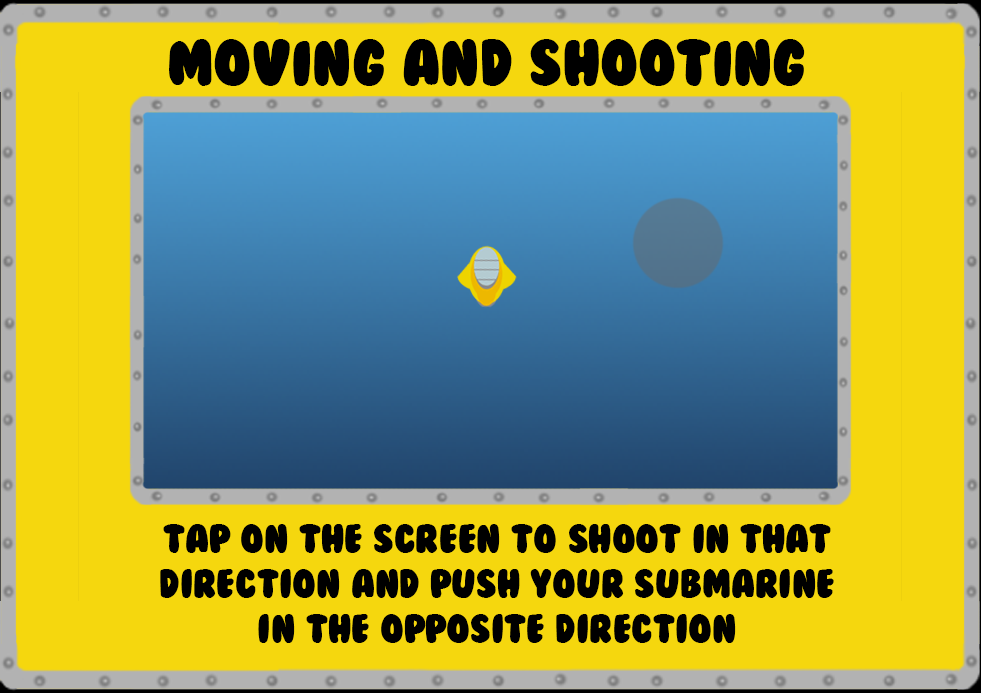 MOVING AND SHOOTING
TAP ON THE SCREEN TO SHOOT IN THAT
DIRECTION AND PUSH YOUR SUBMARINE
IN THE OPPOSITE DIRECTION